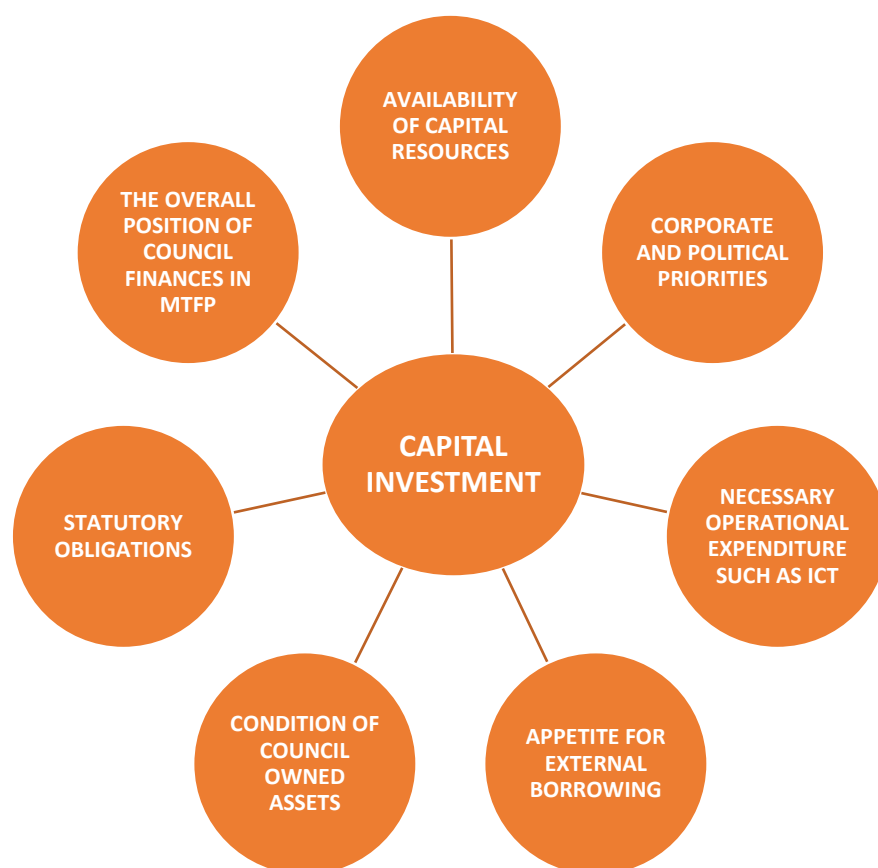 AVAILABILITY
OF CAPITAL
RESOURCES
CORPORATE
AND POLITICAL
PRIORITIES
NECESSARY
OPERATIONAL
EXPENDITURE
SUCH AS ICT
APPETITE FOR
EXTERNAL
BORROWING
CONDITION OF
COUNCIL
OWNED
ASSETS
STATUTORY
OBLIGATIONS
THE OVERALL
POSITION OF
COUNCIL
FINANCES IN
MTFP
CAPITAL
INVESTMENT